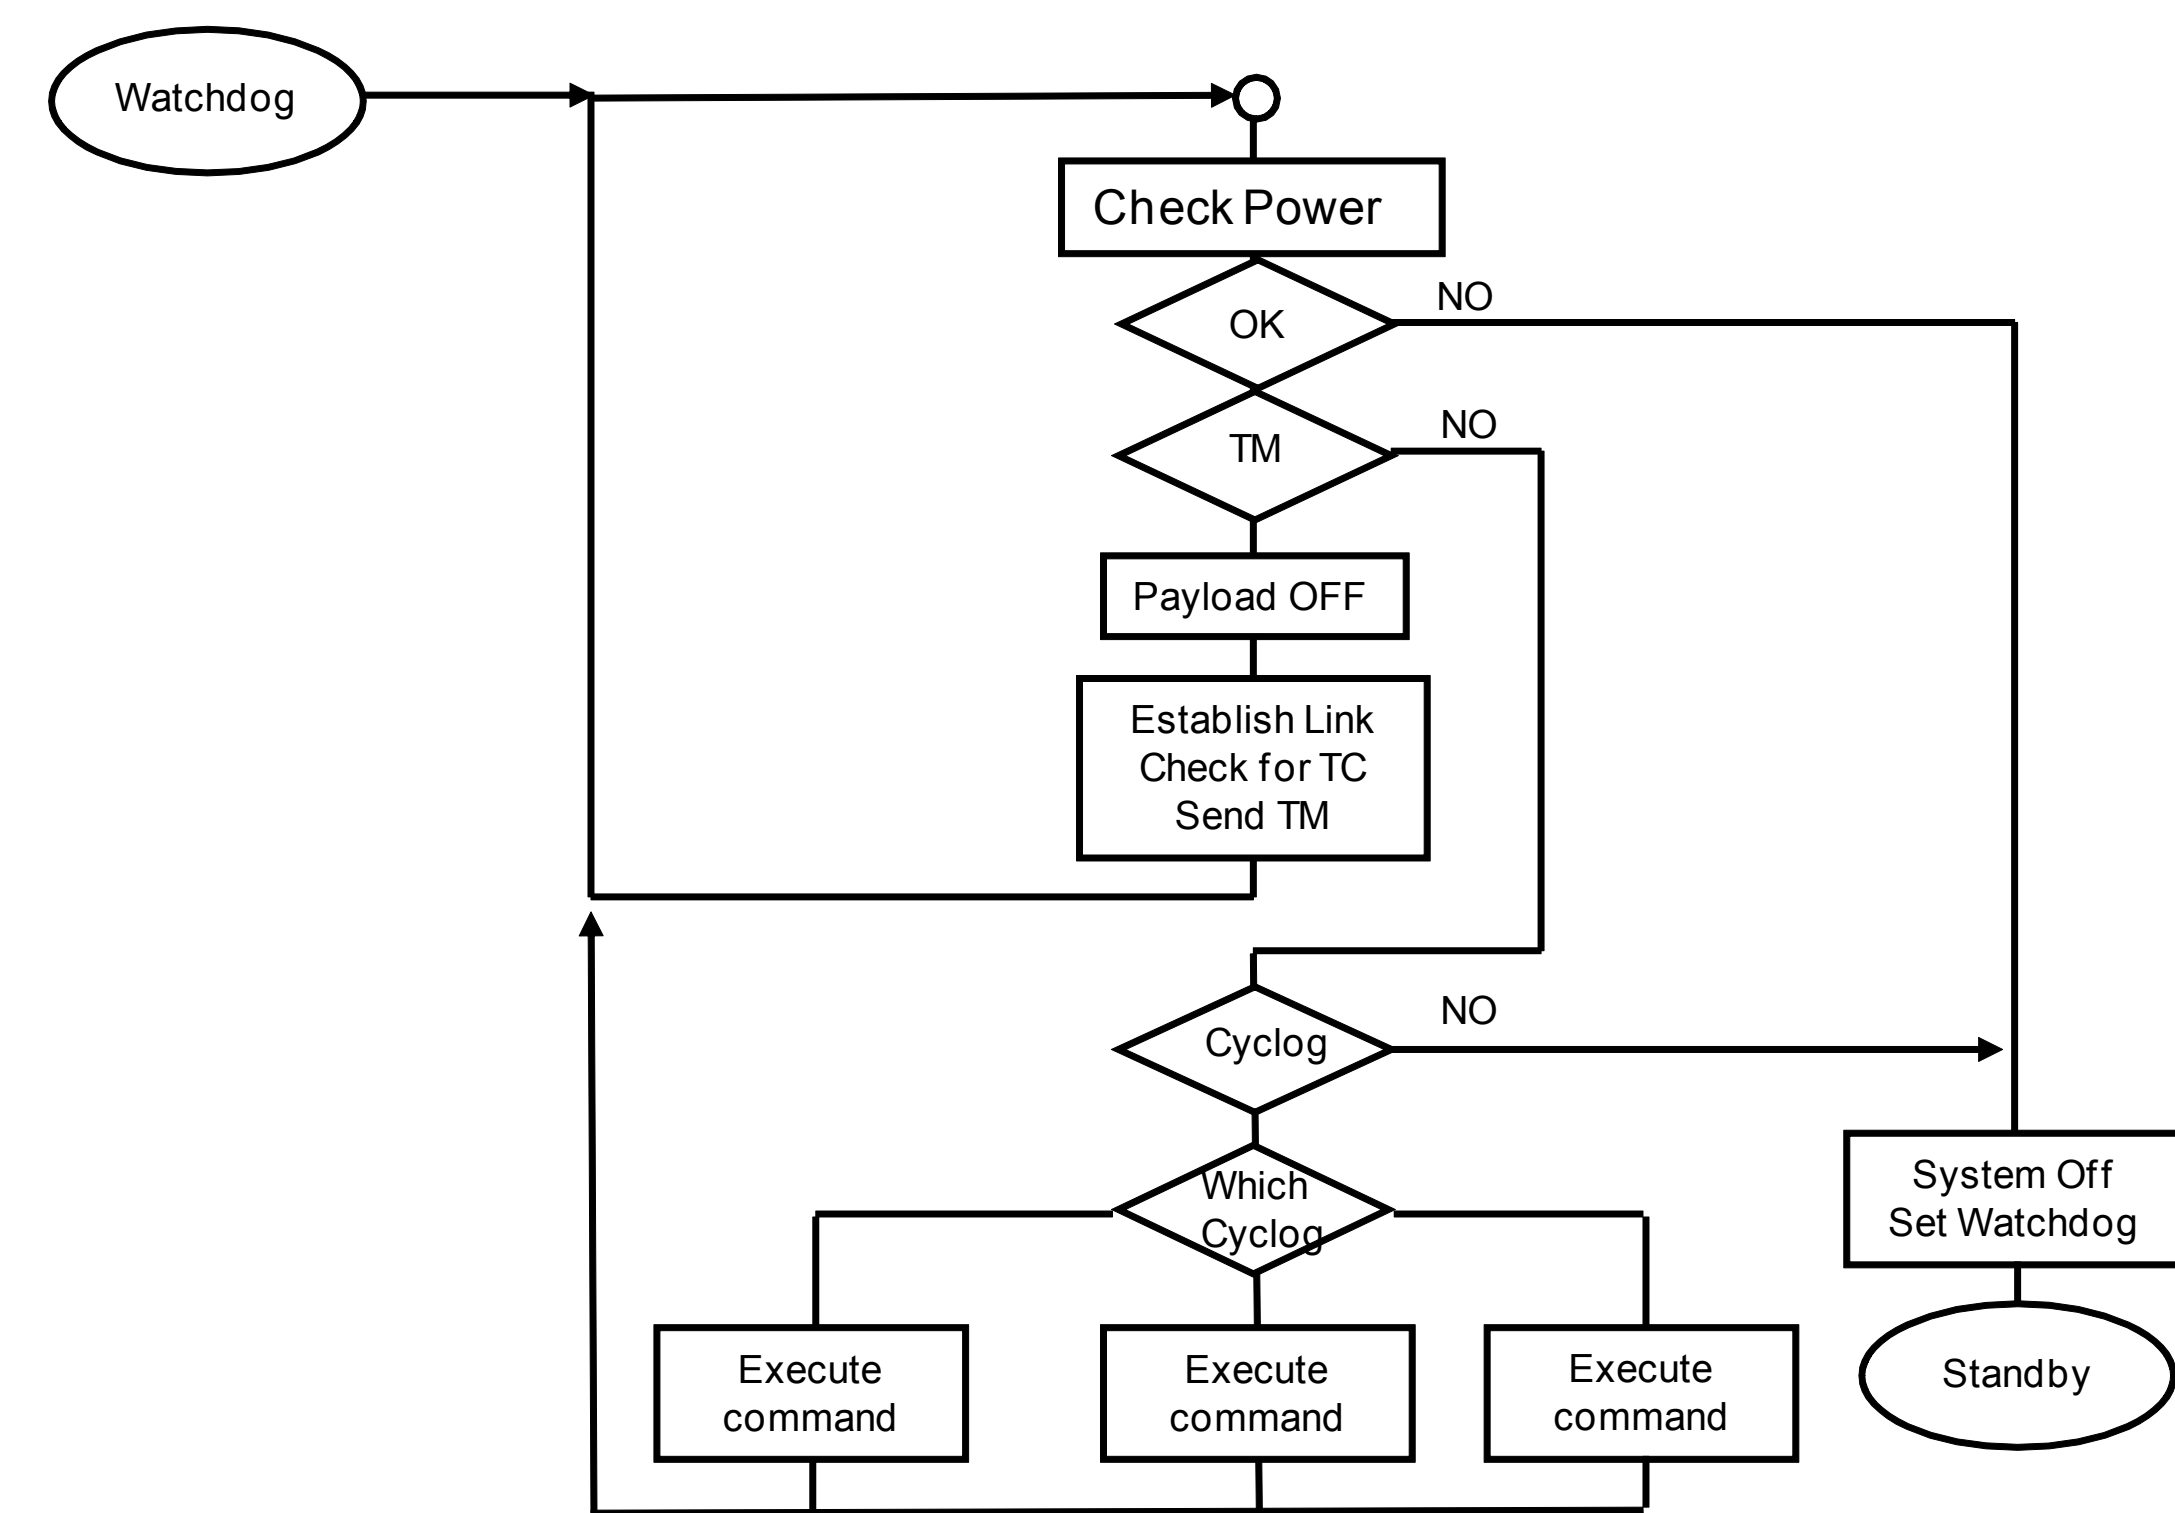 Watchdog
Check Power
OK
NO
TM
NO
Payload OFF
Establish Link
Check for TC
Send TM
Cyclog
NO
Which
Cyclog
System Off
Set Watchdog
Execute
command
Execute
command
Execute
command
Standby